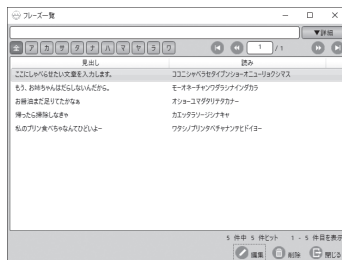 フレーズ一覧
▼詳細
全 ア カ サ タ ナ ハ マ ヤ ラ ワ 1 / 1
見出し 読み
ここにしゃべらせたい文章を入力します。 ココニシャベラセタイブンショーオニューリョクシマス
もう、お姉ちゃんはだらしないんだから。 モーオネーチャンワダラシナインダカラ
お醤油まだ足りてたかなぁ オショーユマダタリテタカナー
帰ったら掃除しなきゃ カエッタラソージシナキャ
私のプリン食べちゃなんてひどいよー ワタシノプリンタベチャナンテヒドイヨー
5 件中 5 件ヒット 1 - 5 件目を表示
編集 削除 閉じる